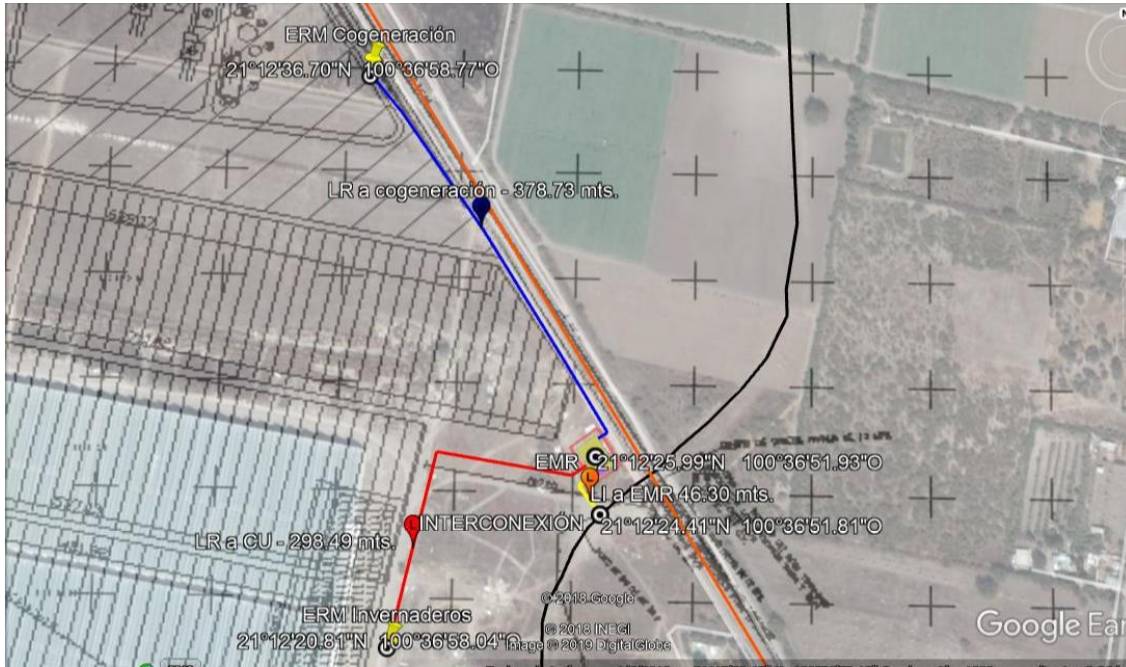 ERM Cogeneración
21°12'36.70"N 100°36'58.77"O
LR a cogeneración - 378.73 mts.
EMR
21°12'25.99"N 100°36'51.93"O
LI a EMR 46.30 mts.
INTERCONEXIÓN
21°12'24.41"N 100°36'51.81"O
LR a CU - 298.49 mts.
ERM Invernaderos
21°12'20.81"N 100°36'58.04"O
© 2018 Google
© 2018 INEGI
Image © 2019 DigitalGlobe
Google Ear